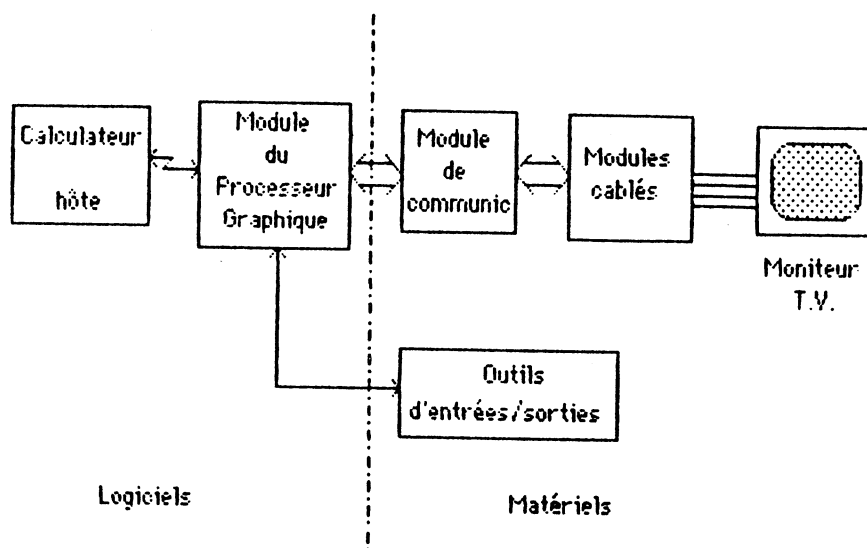 Calculateur
hôte
Module
du
Processeur
Graphique
Module
de
communic
Modules
cablés
Moniteur
T.V.
Outils
d'entrées/sorties
Logiciels
Matériels